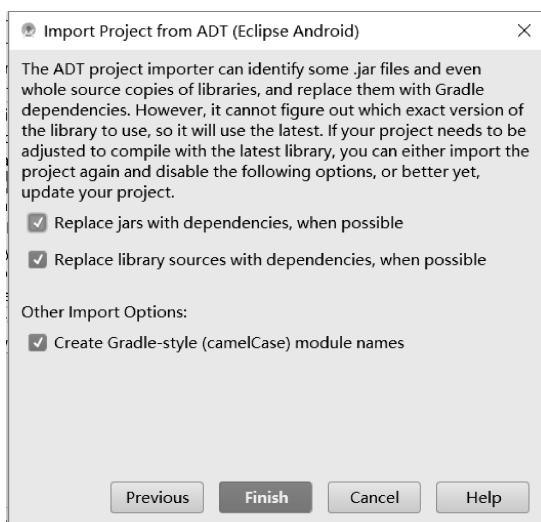 Import Project from ADT (Eclipse Android)
The ADT project importer can identify some .jar files and even
whole source copies of libraries, and replace them with Gradle
dependencies. However, it cannot figure out which exact version of
the library to use, so it will use the latest. If your project needs to be
adjusted to compile with the latest library, you can either import the
project again and disable the following options, or better yet,
update your project.
Replace jars with dependencies, when possible
Replace library sources with dependencies, when possible
Other Import Options:
Create Gradle-style (camelCase) module names
Previous Finish Cancel Help